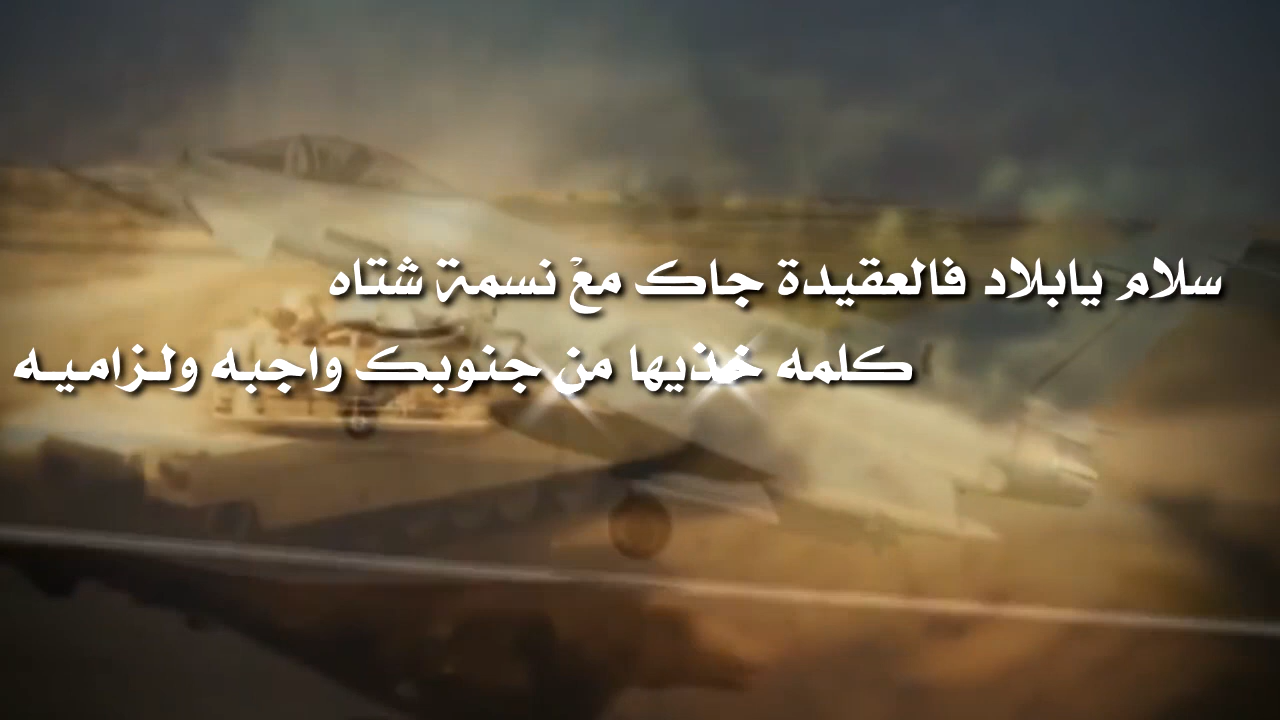 سلام يابلاد فالعقيدة جاك معْ نسمة شتاه
كلمه خذيها من جنوبك واجبه ولزاميه